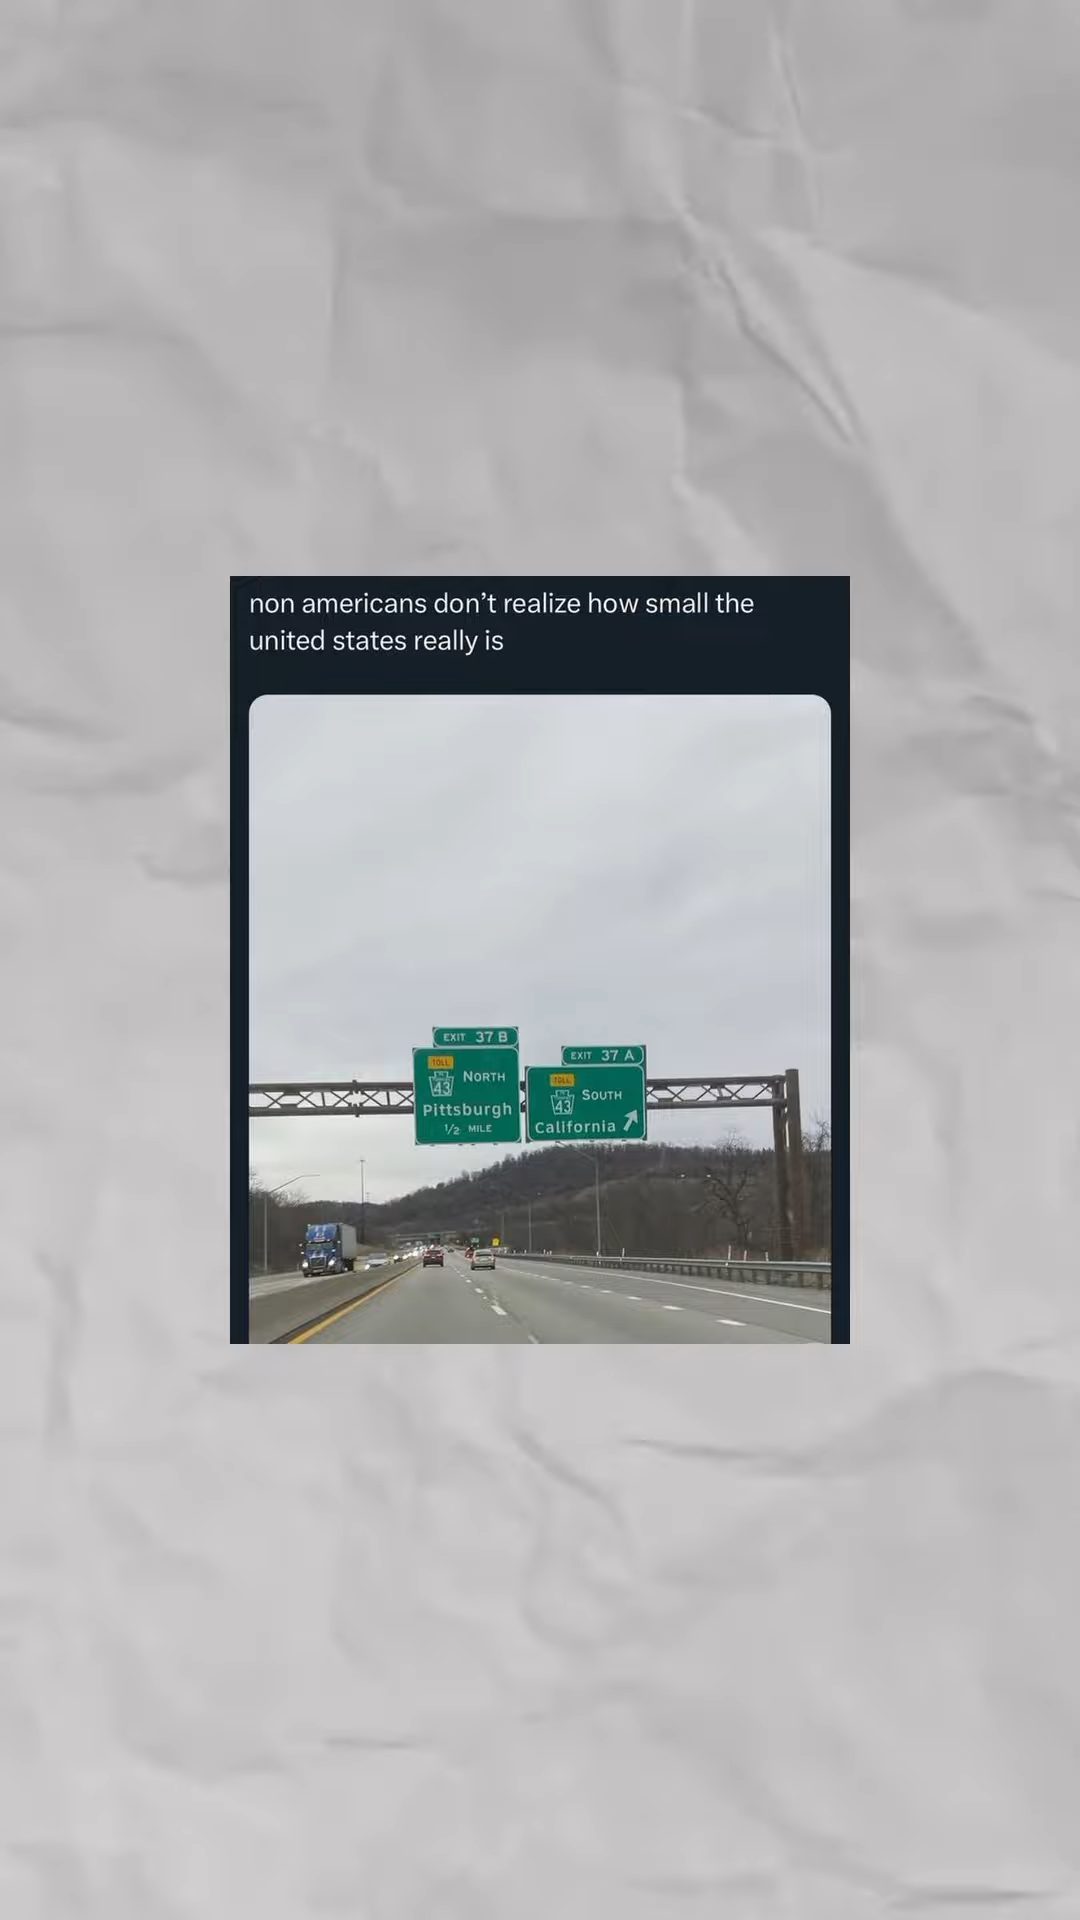 non americans don’t realize how small the
united states really is
EXIT 37 B
TOLL
43 NORTH
Pittsburgh
1/2 MILE
EXIT 37 A
TOLL
43 SOUTH
California